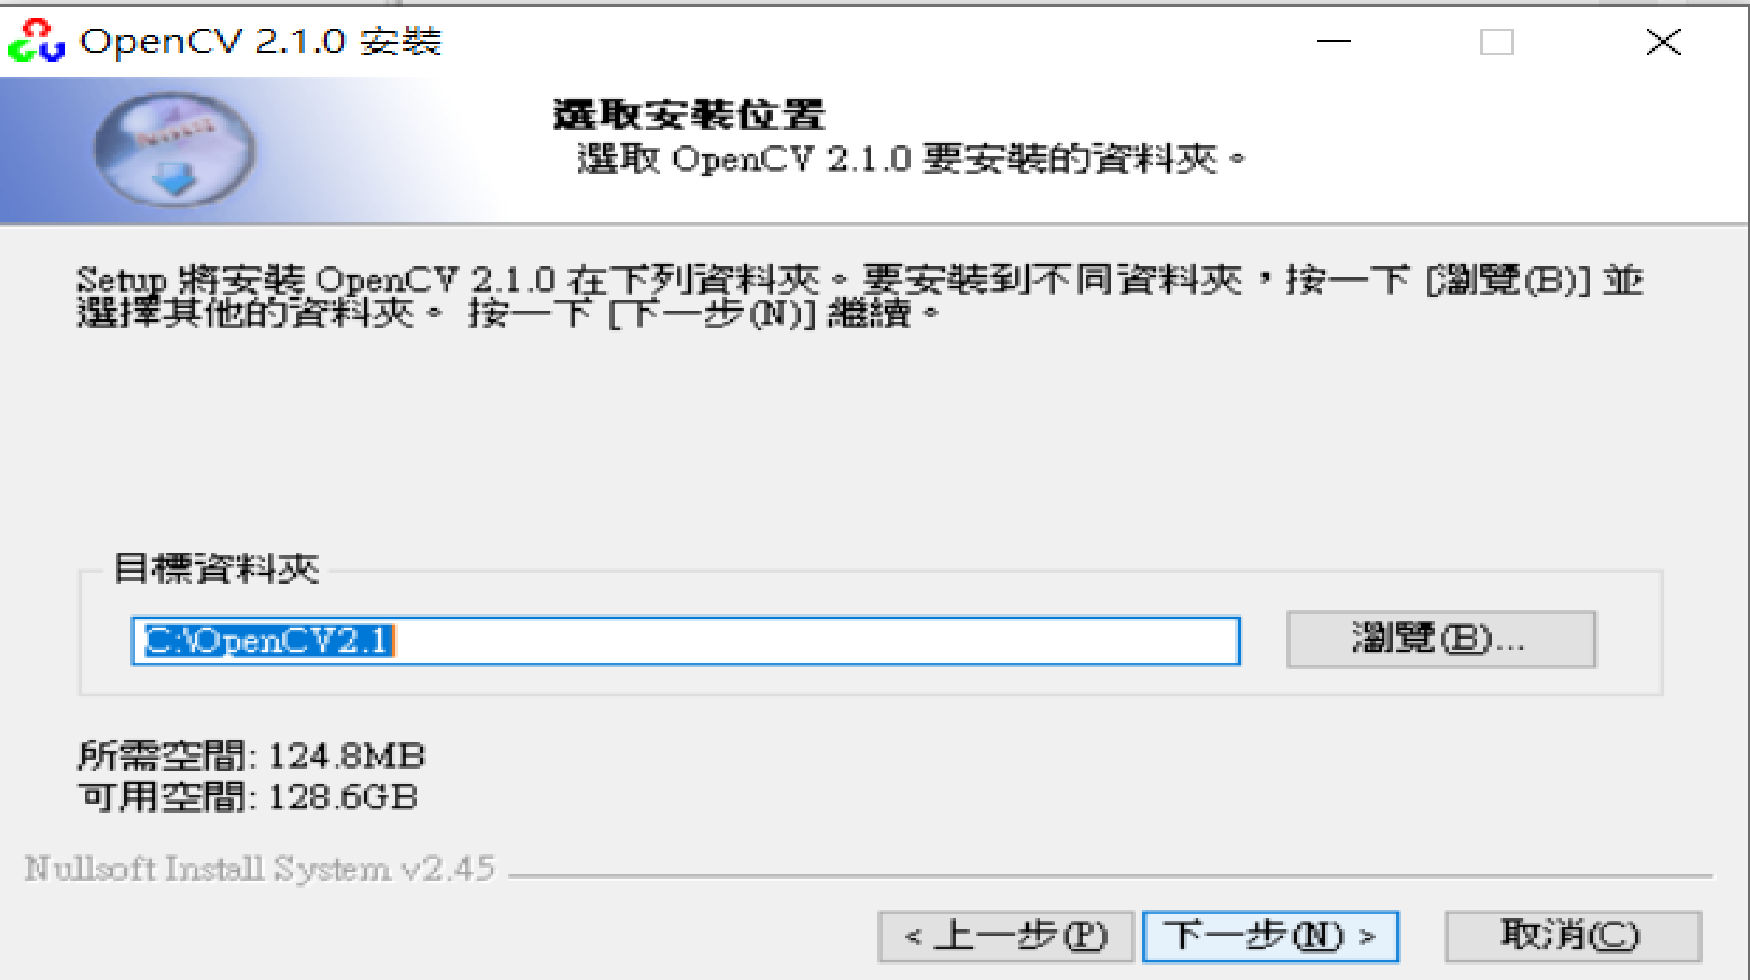 OpenCV 2.1.0 安裝
選取安裝位置
選取 OpenCV 2.1.0 要安裝的資料夾。
Setup 將安裝 OpenCV 2.1.0 在下列資料夾。要安裝到不同資料夾，按一下 [瀏覽(B)] 並
選擇其他的資料夾。 按一下 [下一步(N)] 繼續。
目標資料夾
C:\OpenCV2.1
瀏覽(B)...
所需空間: 124.8MB
可用空間: 128.6GB
Nullsoft Install System v2.45
< 上一步(P)
下一步(N) >
取消(C)